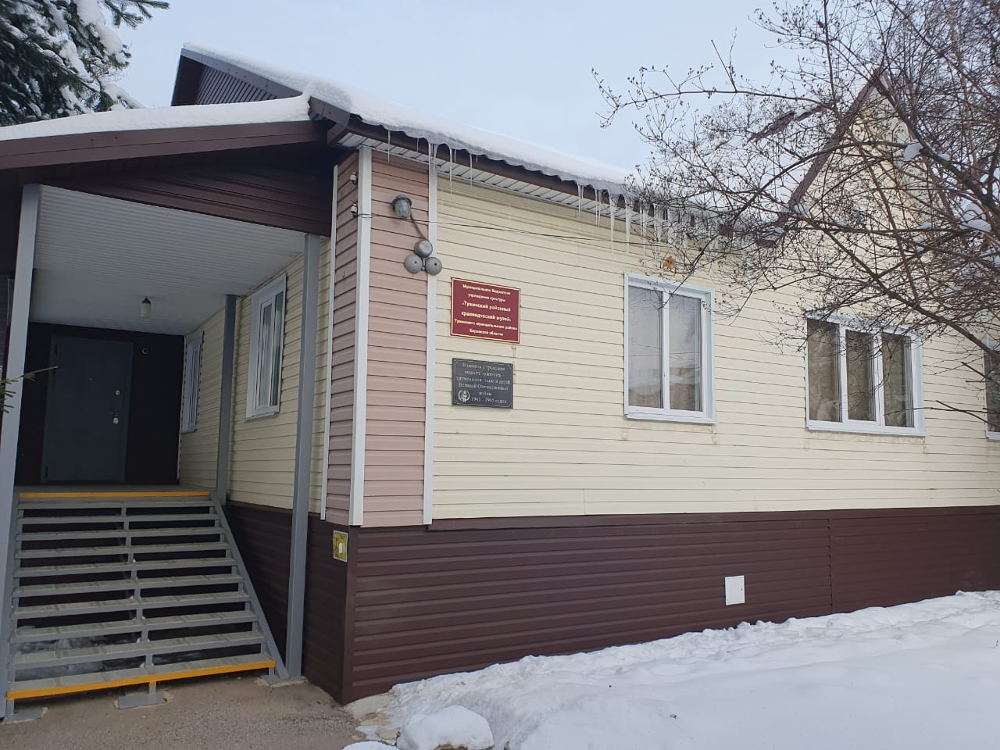 Муниципальное бюджетное
учреждение культуры
«Тужинский районный
краеведческий музей»
Тужинского муниципального района
Кировской области
В память о трудовом
подвиге тужинцев
тружеников тыла и детей
Великой Отечественной
войны
1941 - 1945 годов